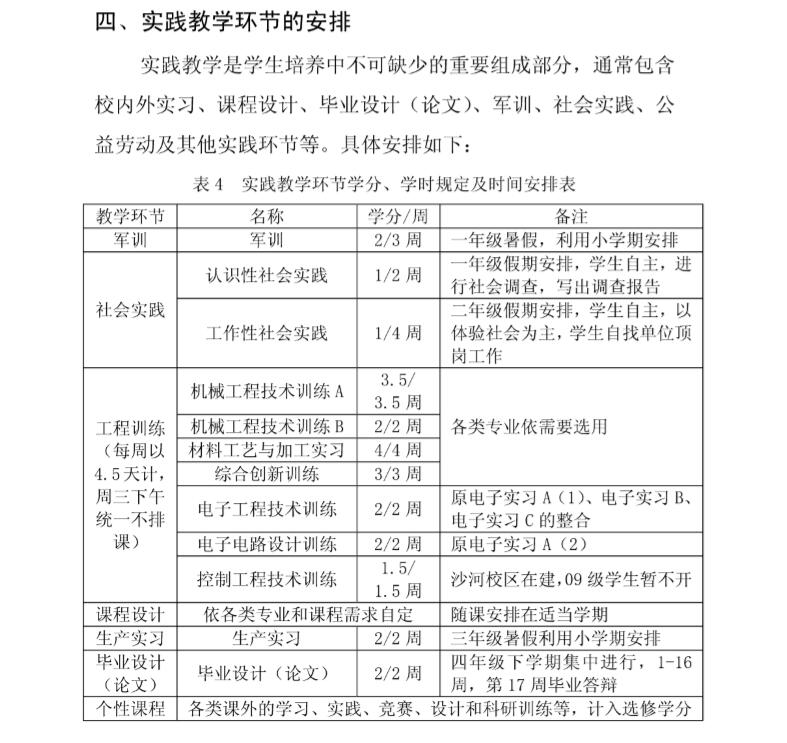 四、实践教学环节的安排
实践教学是学生培养中不可缺少的重要组成部分，通常包含
校内外实习、课程设计、毕业设计（论文）、军训、社会实践、公
益劳动及其他实践环节等。具体安排如下：
表 4 实践教学环节学分、学时规定及时间安排表
教学环节 名称 学分/周 备注
军训 军训 2/3 周 一年级暑假，利用小学期安排
社会实践
认识性社会实践 1/2 周
一年级假期安排，学生自主，进
行社会调查，写出调查报告
工作性社会实践 1/4 周
二年级假期安排，学生自主，以
体验社会为主，学生自找单位顶
岗工作
工程训练
（每周以
4.5天计，
周三下午
统一不排
课）
机械工程技术训练 A
3.5/
3.5 周
机械工程技术训练 B 2/2 周
材料工艺与加工实习 4/4 周
综合创新训练 3/3 周
各类专业依需要选用
电子工程技术训练 2/2 周
原电子实习 A（1）、电子实习 B、
电子实习 C 的整合
电子电路设计训练 2/2 周 原电子实习 A（2）
控制工程技术训练
1.5/
1.5 周
沙河校区在建，09 级学生暂不开
课程设计 依各类专业和课程需求自定 随课安排在适当学期
生产实习 生产实习 2/2 周 三年级暑假利用小学期安排
毕业设计
（论文）
毕业设计（论文） 2/2 周
四年级下学期集中进行，1-16
周，第 17 周毕业答辩
个性课程 各类课外的学习、实践、竞赛、设计和科研训练等，计入选修学分